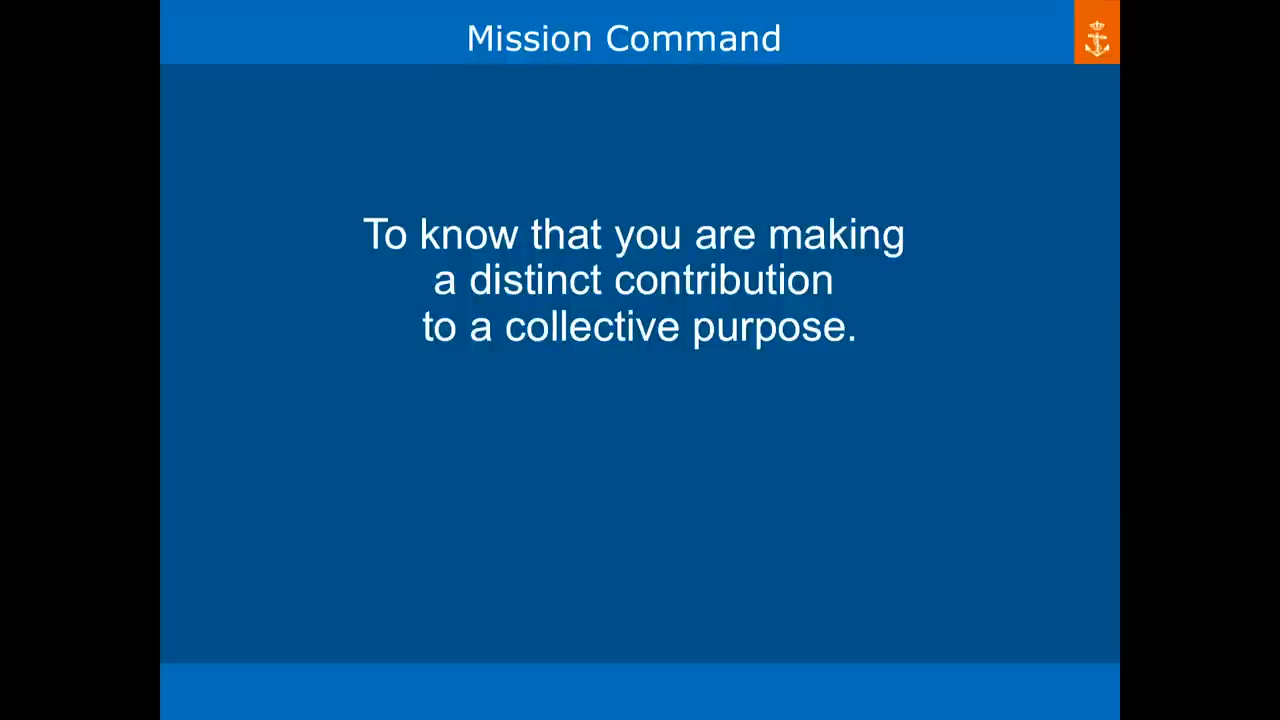 Mission Command
To know that you are making
a distinct contribution
to a collective purpose.